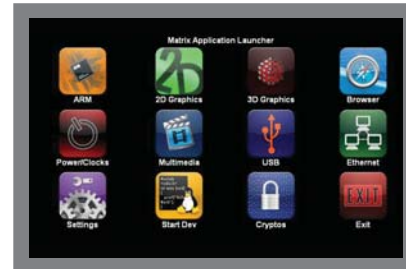 Matrix Application Launcher
ARM 2D Graphics 3D Graphics Browser
Power/Clocks Multimedia USB Ethernet
Settings Start Dev Cryptos EXIT Exit